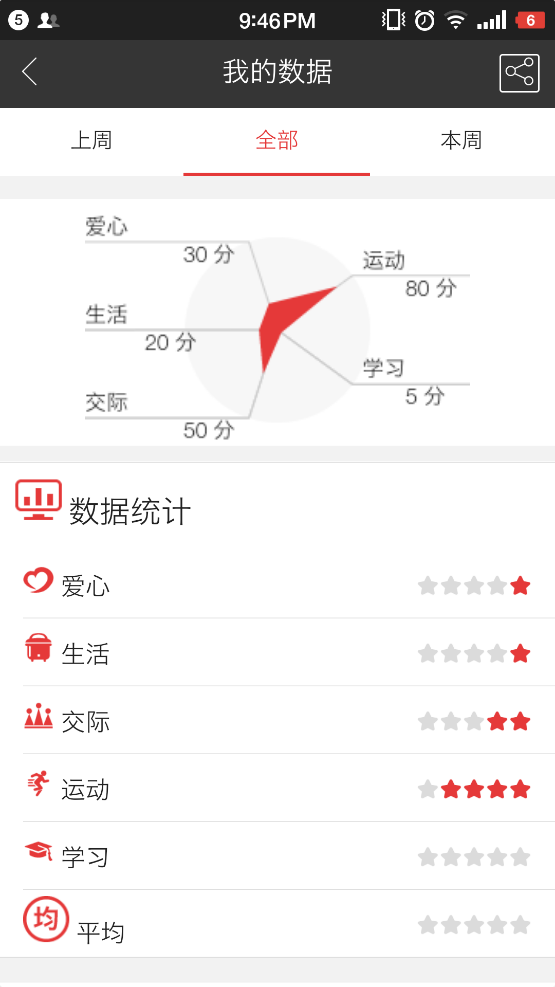 5 9:46PM 6
我的数据
上周 全部 本周
爱心
30 分
运动
80 分
生活
20 分
学习
5 分
交际
50 分
数据统计
爱心
生活
交际
运动
学习
均 平均